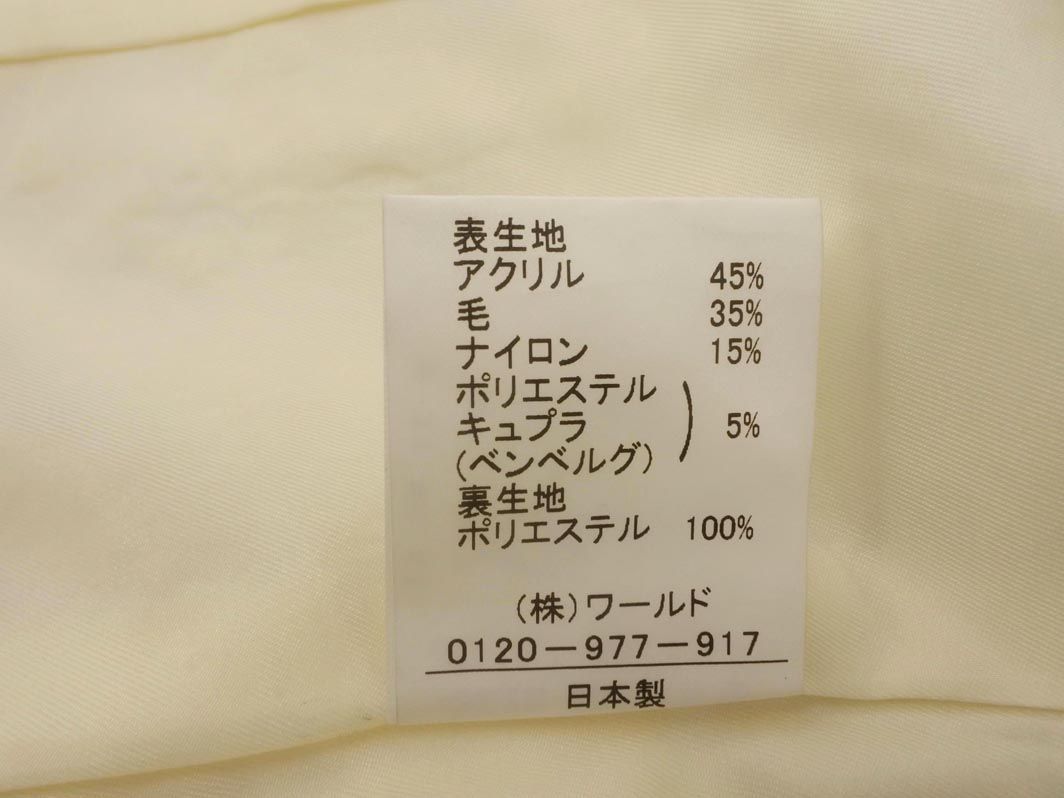 表生地
アクリル 45%
毛 35%
ナイロン 15%
ポリエステル
キュプラ ) 5%
(ベンベルグ)
裏生地
ポリエステル 100%
(株)ワールド
0120-977-917
日本製